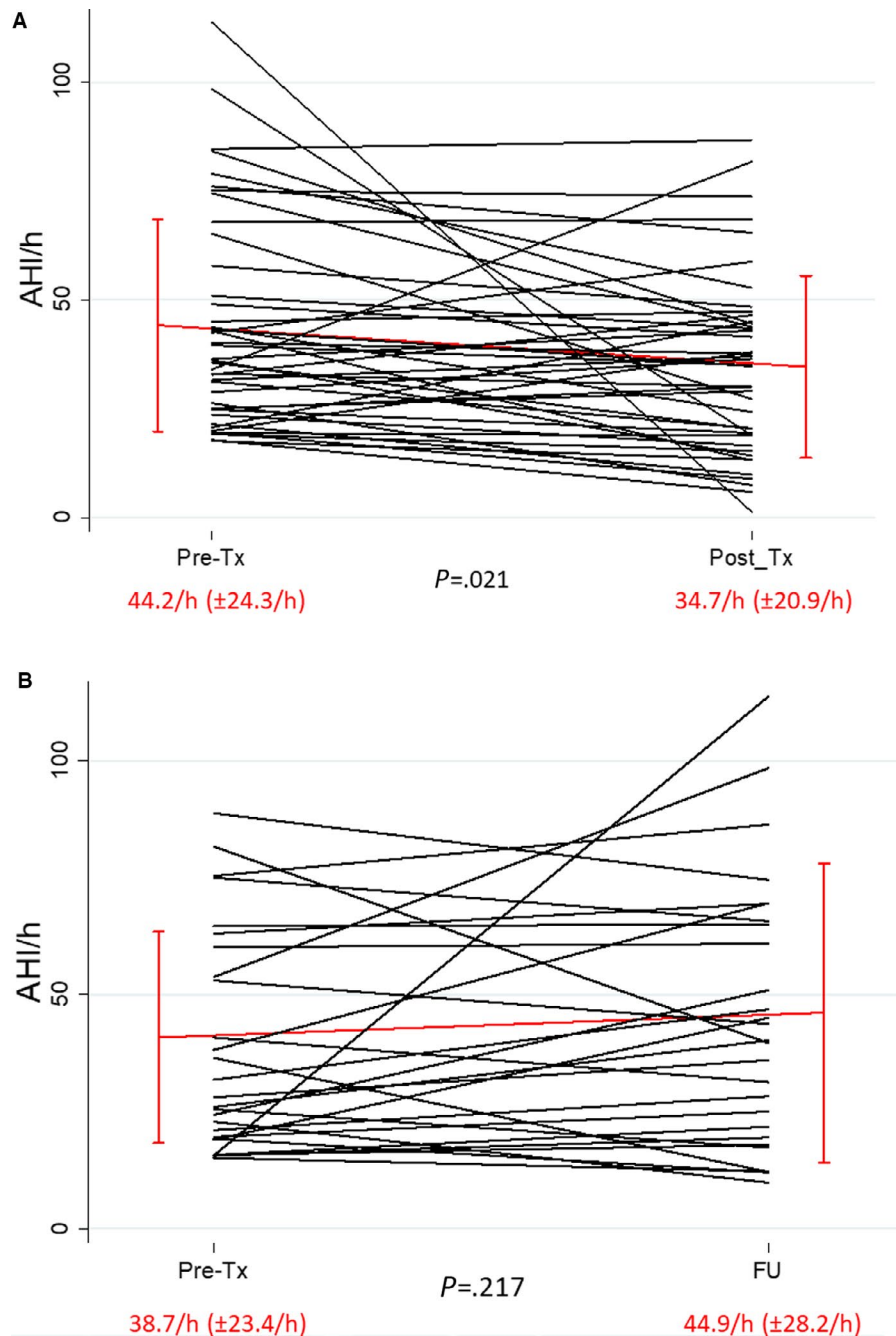 A
AHI/h
100
50
0
Pre-Tx
Post_Tx
P=.021
44.2/h (±24.3/h)
34.7/h (±20.9/h)
B
AHI/h
100
50
0
Pre-Tx
FU
P=.217
38.7/h (±23.4/h)
44.9/h (±28.2/h)